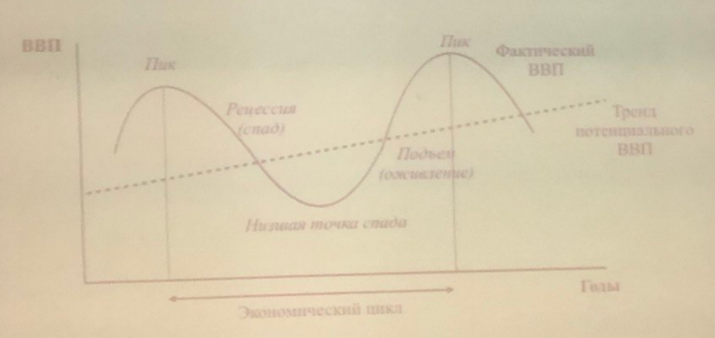 ВВП
Пик
Пик
Фактический
ВВП
Рецессия
(спад)
Тренд
потенциального
ВВП
Подъем
(оживление)
Низшая точка спада
Годы
Экономический цикл